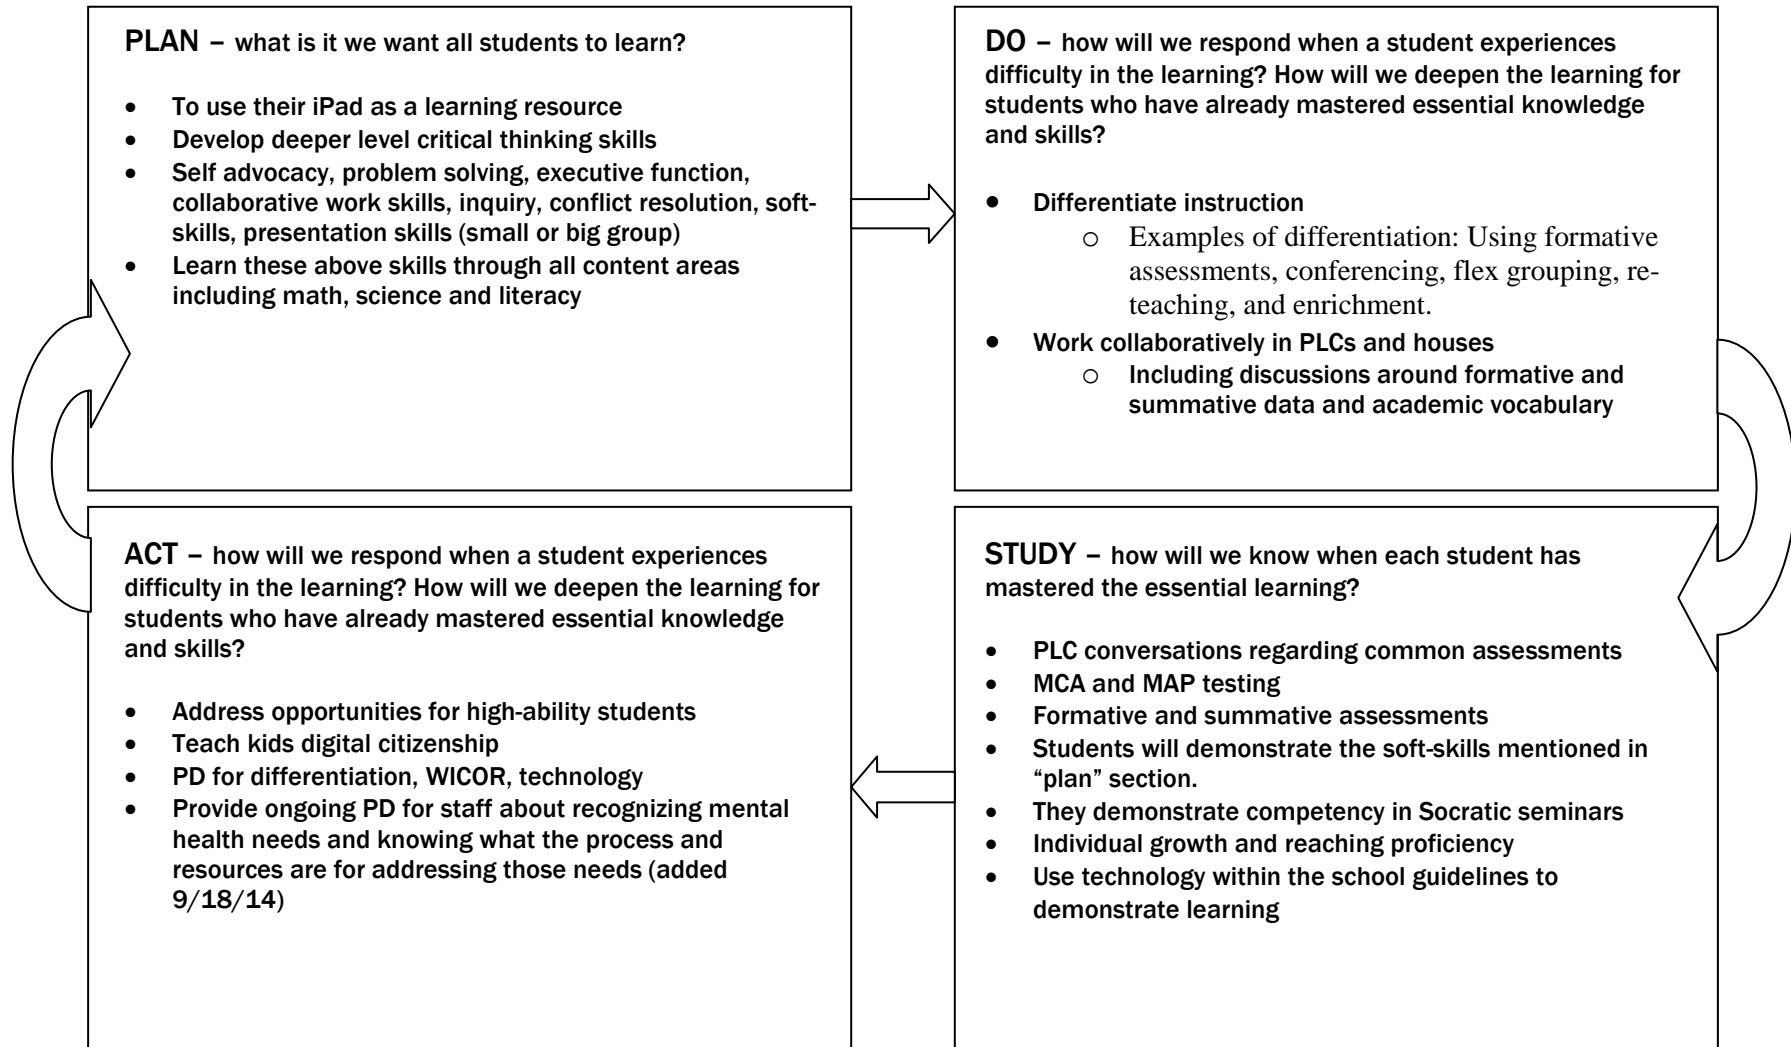 PLAN – what is it we want all students to learn?
• To use their iPad as a learning resource
• Develop deeper level critical thinking skills
• Self advocacy, problem solving, executive function,
collaborative work skills, inquiry, conflict resolution, soft-
skills, presentation skills (small or big group)
• Learn these above skills through all content areas
including math, science and literacy
DO – how will we respond when a student experiences
difficulty in the learning? How will we deepen the learning for
students who have already mastered essential knowledge
and skills?
• Differentiate instruction
o Examples of differentiation: Using formative
assessments, conferencing, flex grouping, re-
teaching, and enrichment.
• Work collaboratively in PLCs and houses
o Including discussions around formative and
summative data and academic vocabulary
ACT – how will we respond when a student experiences
difficulty in the learning? How will we deepen the learning for
students who have already mastered essential knowledge
and skills?
• Address opportunities for high-ability students
• Teach kids digital citizenship
• PD for differentiation, WICOR, technology
• Provide ongoing PD for staff about recognizing mental
health needs and knowing what the process and
resources are for addressing those needs (added
9/18/14)
STUDY – how will we know when each student has
mastered the essential learning?
• PLC conversations regarding common assessments
• MCA and MAP testing
• Formative and summative assessments
• Students will demonstrate the soft-skills mentioned in
“plan” section.
• They demonstrate competency in Socratic seminars
• Individual growth and reaching proficiency
• Use technology within the school guidelines to
demonstrate learning